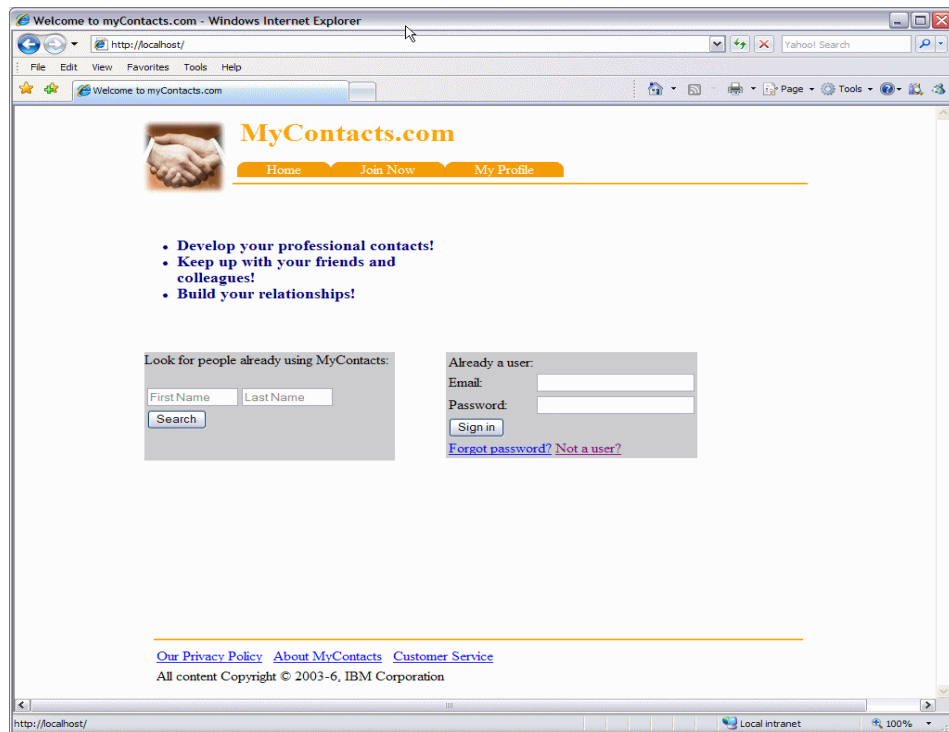 Welcome to myContacts.com - Windows Internet Explorer
http://localhost/
Yahoo! Search
File Edit View Favorites Tools Help
Welcome to myContacts.com
Page Tools
MyContacts.com
Home Join Now My Profile
• Develop your professional contacts!
• Keep up with your friends and
colleagues!
• Build your relationships!
Look for people already using MyContacts:
First Name Last Name
Search
Already a user:
Email:
Password:
Sign in
Forgot password? Not a user?
Our Privacy Policy About MyContacts Customer Service
All content Copyright © 2003-6, IBM Corporation
http://localhost/ Local intranet 100%